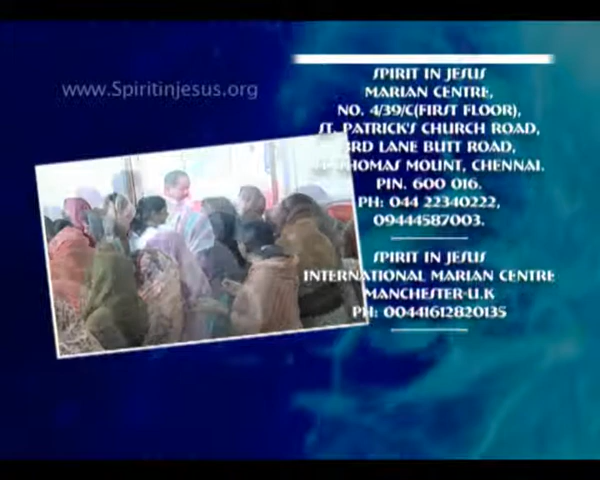 www.Spiritinjesus.org
SPIRIT IN JESUS
MARIAN CENTRE,
NO. 4/39/C(FIRST FLOOR),
ST. PATRICK'S CHURCH ROAD,
3RD LANE BUTT ROAD,
THOMAS MOUNT, CHENNAI.
PIN. 600 016.
PH: 044 22340222,
09444587003.
SPIRIT IN JESUS
INTERNATIONAL MARIAN CENTRE
MANCHESTER-U.K
PH: 00441612820135